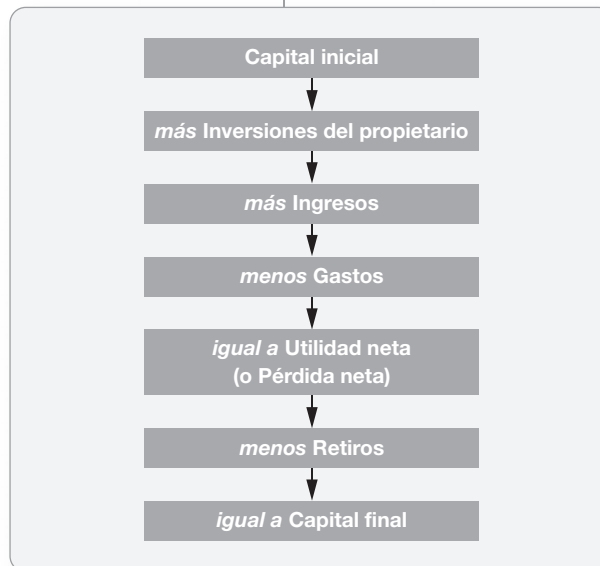 Capital inicial
más Inversiones del propietario
más Ingresos
menos Gastos
igual a Utilidad neta
(o Pérdida neta)
menos Retiros
igual a Capital final